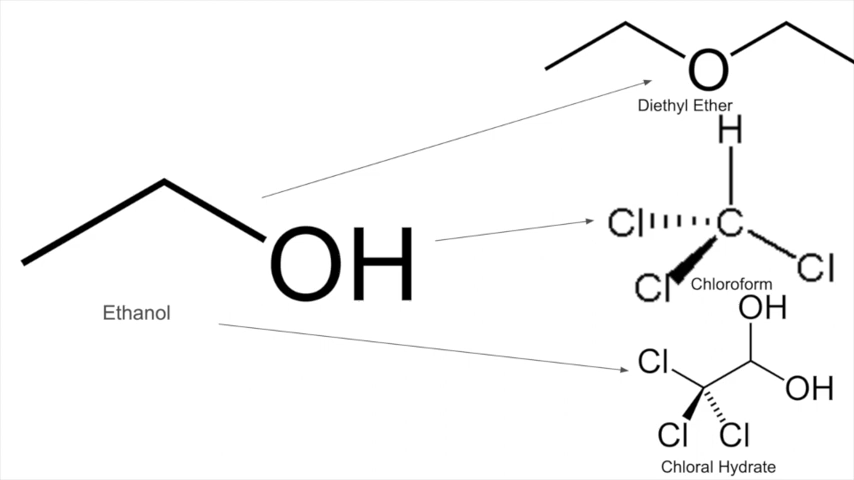 O
Diethyl Ether
H
Cl C
Cl Cl
Chloroform
OH
Ethanol
OH
Cl
OH
Cl Cl
Chloral Hydrate